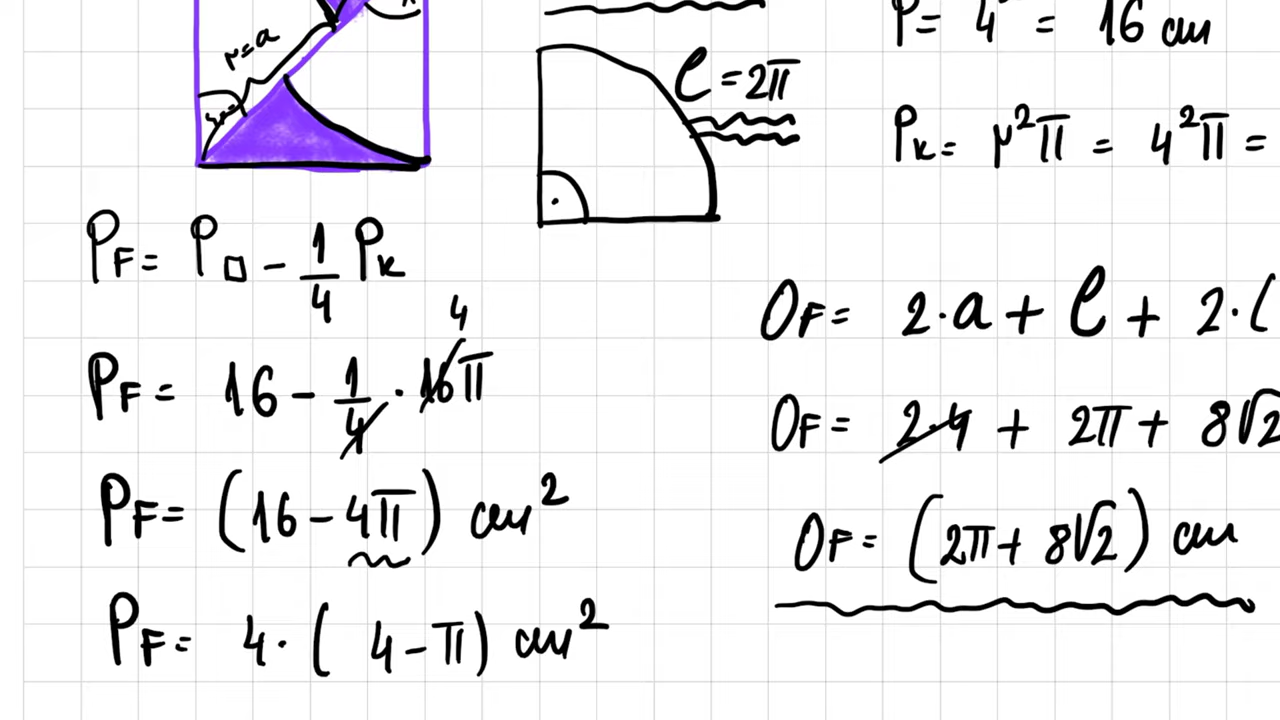 r=a
l = 2π
P = 4² = 16 cm
Pk = r²π = 4²π =
PF = P□ - 1/4 Pk
4
PF = 16 - 1/4 · 16π
PF = (16 - 4π) cm²
PF = 4 · ( 4 - π) cm²
OF = 2·a + l + 2·(
OF = 2·4 + 2π + 8√2
OF = (2π + 8√2) cm